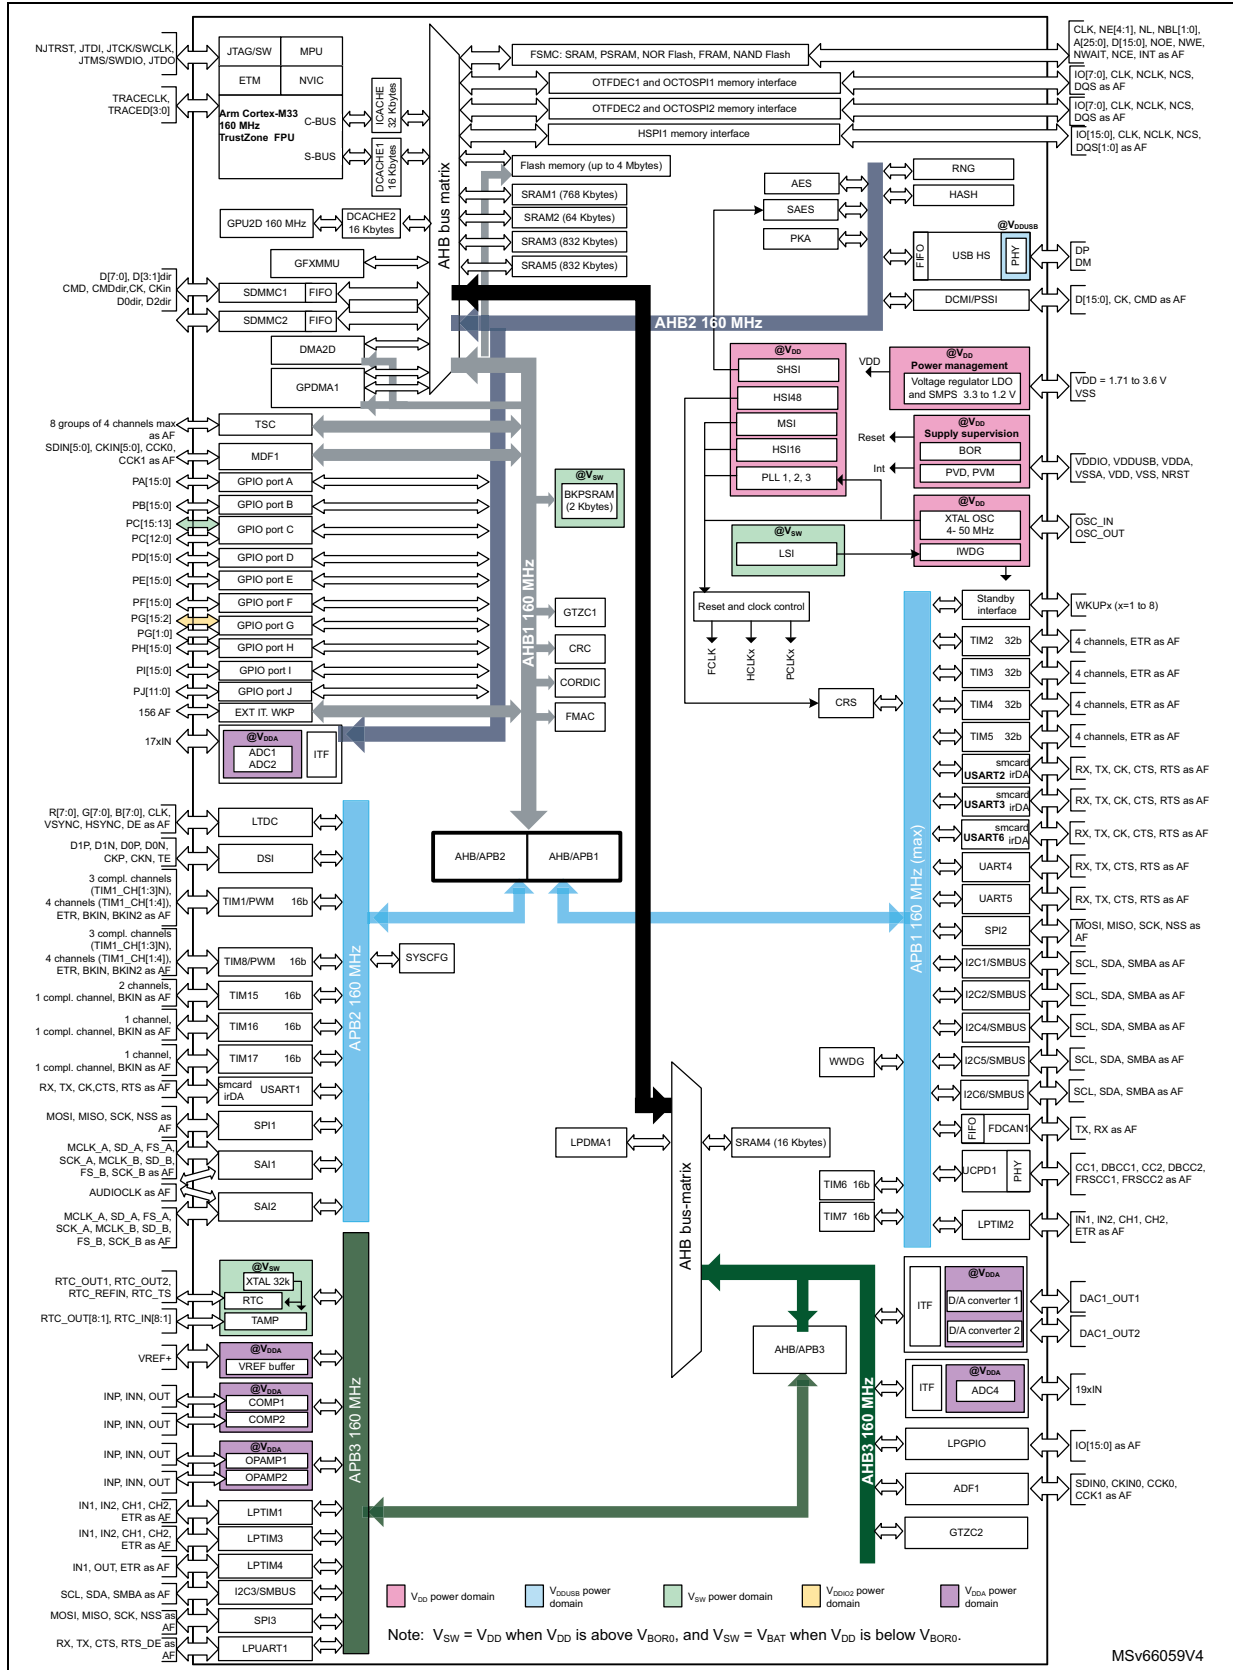 NJTRST, JTDI, JTCK/SWCLK,
JTMS/SWDIO, JTDO
TRACECLK,
TRACED[3:0]
JTAG/SW
MPU
ETM
NVIC
Arm Cortex-M33
160 MHz
TrustZone FPU
C-BUS
S-BUS
ICACHE
32 Kbytes
DCACHE1
16 Kbytes
GPU2D 160 MHz
DCACHE2
16 Kbytes
GFXMMU
D[7:0], D[3:1]dir
CMD, CMDdir,CK, CKin
D0dir, D2dir
SDMMC1
FIFO
SDMMC2
FIFO
DMA2D
GPDMA1
AHB bus matrix
FSMC: SRAM, PSRAM, NOR Flash, FRAM, NAND Flash
OTFDEC1 and OCTOSPI1 memory interface
OTFDEC2 and OCTOSPI2 memory interface
HSPI1 memory interface
Flash memory (up to 4 Mbytes)
SRAM1 (768 Kbytes)
SRAM2 (64 Kbytes)
SRAM3 (832 Kbytes)
SRAM5 (832 Kbytes)
CLK, NE[4:1], NL, NBL[1:0],
A[25:0], D[15:0], NOE, NWE,
NWAIT, NCE, INT as AF
IO[7:0], CLK, NCLK, NCS,
DQS as AF
IO[7:0], CLK, NCLK, NCS,
DQS as AF
IO[15:0], CLK, NCLK, NCS,
DQS[1:0] as AF
AES
SAES
PKA
RNG
HASH
@VDDUSB
FIFO
USB HS
PHY
DP
DM
DCMI/PSSI
D[15:0], CK, CMD as AF
AHB2 160 MHz
@VDD
SHSI
HSI48
MSI
HSI16
PLL 1, 2, 3
VDD
@VDD
Power management
Voltage regulator LDO
and SMPS 3.3 to 1.2 V
VDD = 1.71 to 3.6 V
VSS
Reset
Int
@VDD
Supply supervision
BOR
PVD, PVM
VDDIO, VDDUSB, VDDA,
VSSA, VDD, VSS, NRST
@VDD
XTAL OSC
4- 50 MHz
IWDG
OSC_IN
OSC_OUT
@VSW
LSI
@VSW
BKPSRAM
(2 Kbytes)
8 groups of 4 channels max
as AF
TSC
SDIN[5:0], CKIN[5:0], CCK0,
CCK1 as AF
MDF1
PA[15:0]
GPIO port A
PB[15:0]
GPIO port B
PC[15:13]
PC[12:0]
GPIO port C
PD[15:0]
GPIO port D
PE[15:0]
GPIO port E
PF[15:0]
GPIO port F
PG[15:2]
PG[1:0]
GPIO port G
PH[15:0]
GPIO port H
PI[15:0]
GPIO port I
PJ[11:0]
GPIO port J
156 AF
EXT IT. WKP
17xIN
@VDDA
ADC1
ADC2
ITF
AHB1 160 MHz
GTZC1
CRC
CORDIC
FMAC
Reset and clock control
FCLK
HCLKx
PCLKx
CRS
Standby
interface
WKUPx (x=1 to 8)
TIM2 32b
4 channels, ETR as AF
TIM3 32b
4 channels, ETR as AF
TIM4 32b
4 channels, ETR as AF
TIM5 32b
4 channels, ETR as AF
smcard
USART2 irDA
RX, TX, CK, CTS, RTS as AF
smcard
USART3 irDA
RX, TX, CK, CTS, RTS as AF
smcard
USART6 irDA
RX, TX, CK, CTS, RTS as AF
UART4
RX, TX, CTS, RTS as AF
UART5
RX, TX, CTS, RTS as AF
SPI2
MOSI, MISO, SCK, NSS as
AF
I2C1/SMBUS
SCL, SDA, SMBA as AF
I2C2/SMBUS
SCL, SDA, SMBA as AF
I2C4/SMBUS
SCL, SDA, SMBA as AF
I2C5/SMBUS
SCL, SDA, SMBA as AF
I2C6/SMBUS
SCL, SDA, SMBA as AF
FIFO
FDCAN1
TX, RX as AF
UCPD1
PHY
CC1, DBCC1, CC2, DBCC2,
FRSCC1, FRSCC2 as AF
LPTIM2
IN1, IN2, CH1, CH2,
ETR as AF
APB1 160 MHz (max)
WWDG
TIM6 16b
TIM7 16b
AHB/APB2
AHB/APB1
R[7:0], G[7:0], B[7:0], CLK,
VSYNC, HSYNC, DE as AF
LTDC
D1P, D1N, D0P, D0N,
CKP, CKN, TE
DSI
3 compl. channels
(TIM1_CH[1:3]N),
4 channels (TIM1_CH[1:4]),
ETR, BKIN, BKIN2 as AF
TIM1/PWM 16b
3 compl. channels
(TIM1_CH[1:3]N),
4 channels (TIM1_CH[1:4]),
ETR, BKIN, BKIN2 as AF
TIM8/PWM 16b
2 channels,
1 compl. channel, BKIN as AF
TIM15 16b
1 channel,
1 compl. channel, BKIN as AF
TIM16 16b
1 channel,
1 compl. channel, BKIN as AF
TIM17 16b
RX, TX, CK,CTS, RTS as AF
smcard
irDA
USART1
MOSI, MISO, SCK, NSS as
AF
SPI1
MCLK_A, SD_A, FS_A,
SCK_A, MCLK_B, SD_B,
FS_B, SCK_B as AF
SAI1
AUDIOCLK as AF
MCLK_A, SD_A, FS_A,
SCK_A, MCLK_B, SD_B,
FS_B, SCK_B as AF
SAI2
APB2 160 MHz
SYSCFG
LPDMA1
AHB bus-matrix
SRAM4 (16 Kbytes)
RTC_OUT1, RTC_OUT2,
RTC_REFIN, RTC_TS
RTC_OUT[8:1], RTC_IN[8:1]
@VSW
XTAL 32k
RTC
TAMP
VREF+
@VDDA
VREF buffer
INP, INN, OUT
INP, INN, OUT
@VDDA
COMP1
COMP2
INP, INN, OUT
INP, INN, OUT
@VDDA
OPAMP1
OPAMP2
IN1, IN2, CH1, CH2,
ETR as AF
LPTIM1
IN1, IN2, CH1, CH2,
ETR as AF
LPTIM3
IN1, OUT, ETR as AF
LPTIM4
SCL, SDA, SMBA as AF
I2C3/SMBUS
MOSI, MISO, SCK, NSS as
AF
SPI3
RX, TX, CTS, RTS_DE as
AF
LPUART1
APB3 160 MHz
AHB/APB3
AHB3 160 MHz
ITF
@VDDA
D/A converter 1
D/A converter 2
DAC1_OUT1
DAC1_OUT2
ITF
@VDDA
ADC4
19xIN
LPGPIO
IO[15:0] as AF
ADF1
SDIN0, CKIN0, CCK0,
CCK1 as AF
GTZC2
VDD power domain
VDDUSB power
domain
VSW power domain
VDDIO2 power
domain
VDDA power
domain
Note: VSW = VDD when VDD is above VBOR0, and VSW = VBAT when VDD is below VBOR0.
MSv66059V4